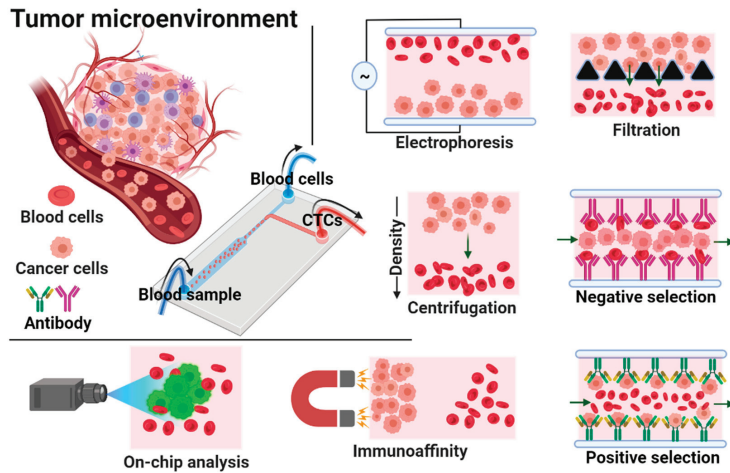 Tumor microenvironment
~
Electrophoresis
Filtration
Blood cells
CTCs
Blood cells
Cancer cells
Antibody
Blood sample
Density
Centrifugation
Negative selection
On-chip analysis
Immunoaffinity
Positive selection